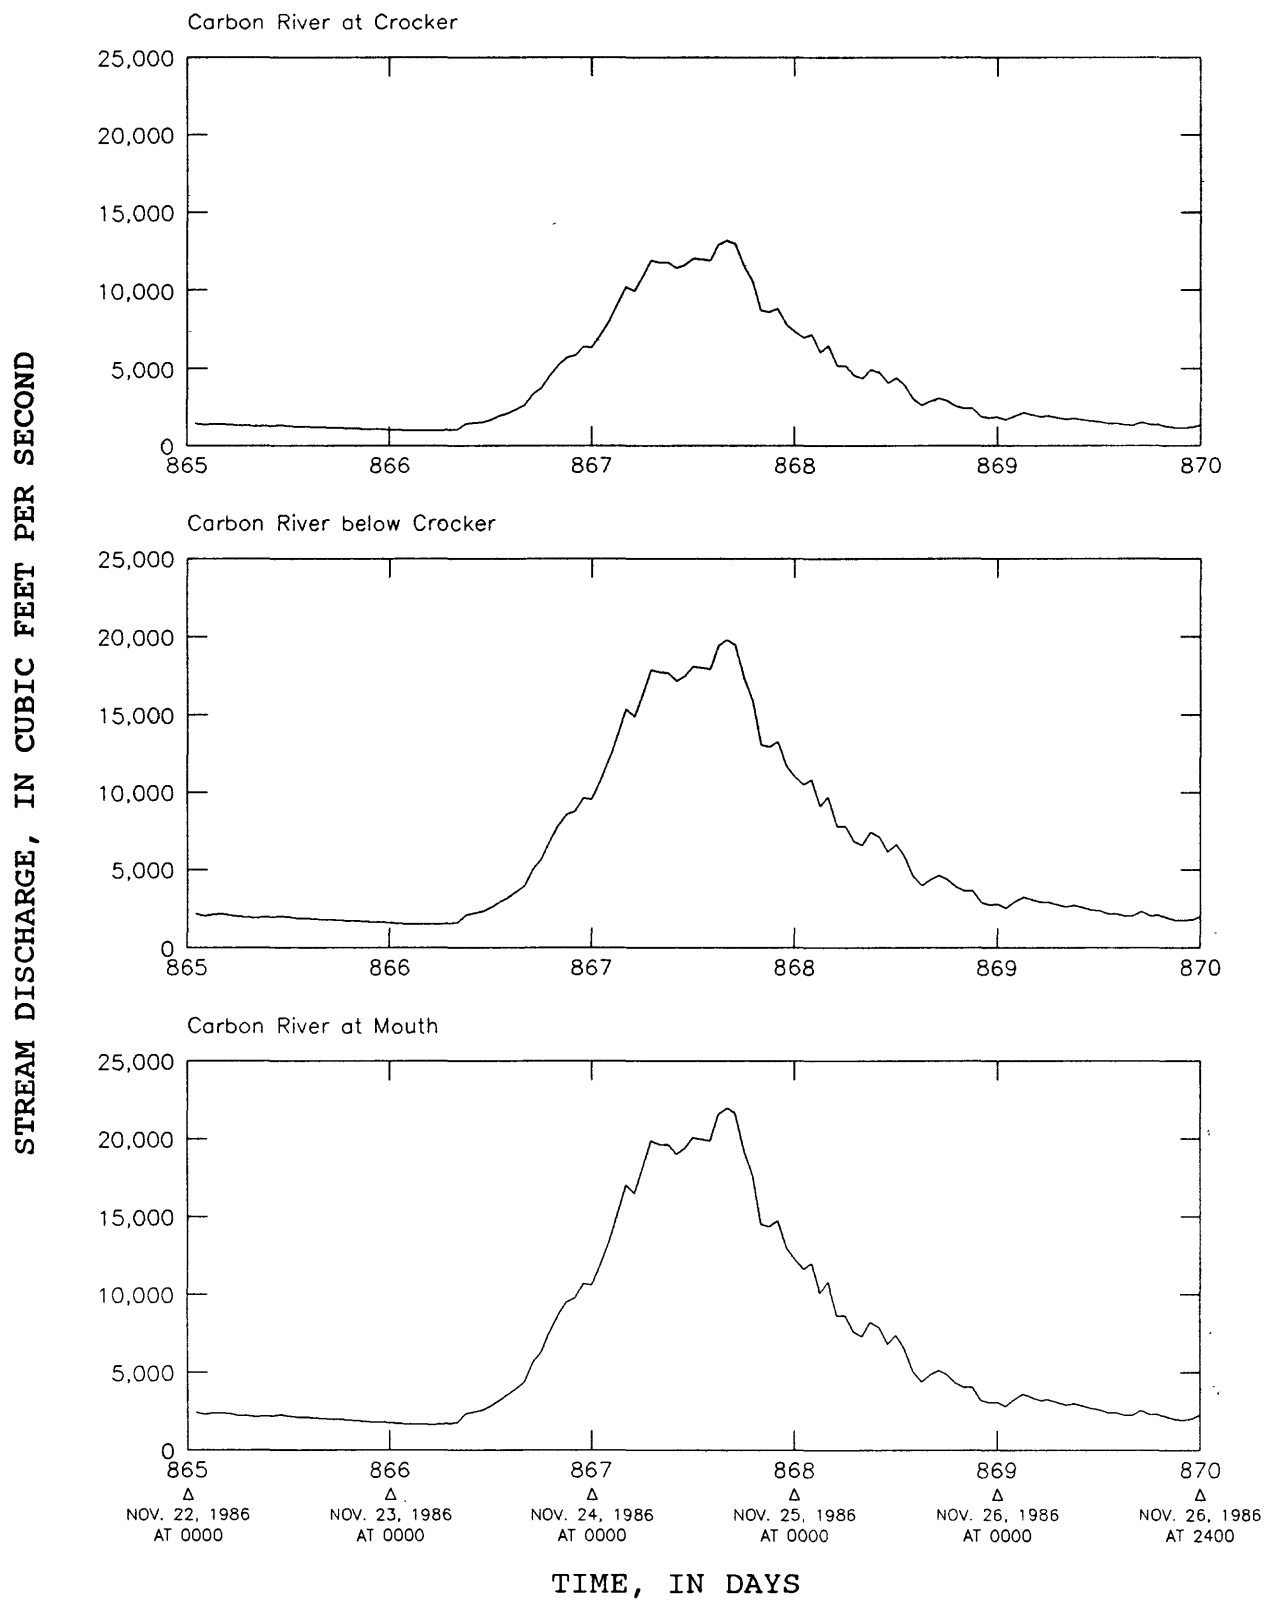 Carbon River at Crocker
25,000
20,000
15,000
10,000
5,000
0
865 866 867 868 869 870
Carbon River below Crocker
25,000
20,000
15,000
10,000
5,000
0
865 866 867 868 869 870
Carbon River at Mouth
25,000
20,000
15,000
10,000
5,000
0
865 866 867 868 869 870
NOV. 22, 1986 NOV. 23, 1986 NOV. 24, 1986 NOV. 25, 1986 NOV. 26, 1986 NOV. 26, 1986
AT 0000 AT 0000 AT 0000 AT 0000 AT 0000 AT 2400
TIME, IN DAYS
STREAM DISCHARGE, IN CUBIC FEET PER SECOND